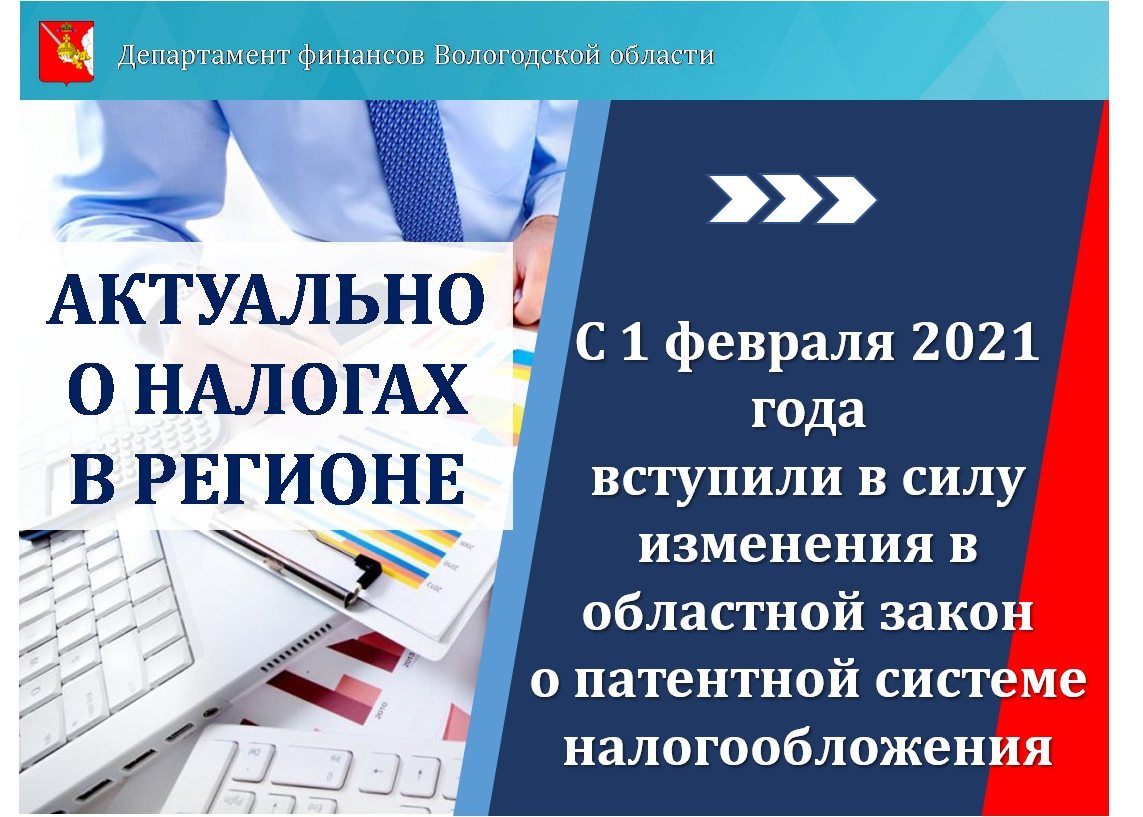 Департамент финансов Вологодской области
АКТУАЛЬНО
О НАЛОГАХ
В РЕГИОНЕ
С 1 февраля 2021
года
вступили в силу
изменения в
областной закон
о патентной системе
налогообложения
2010